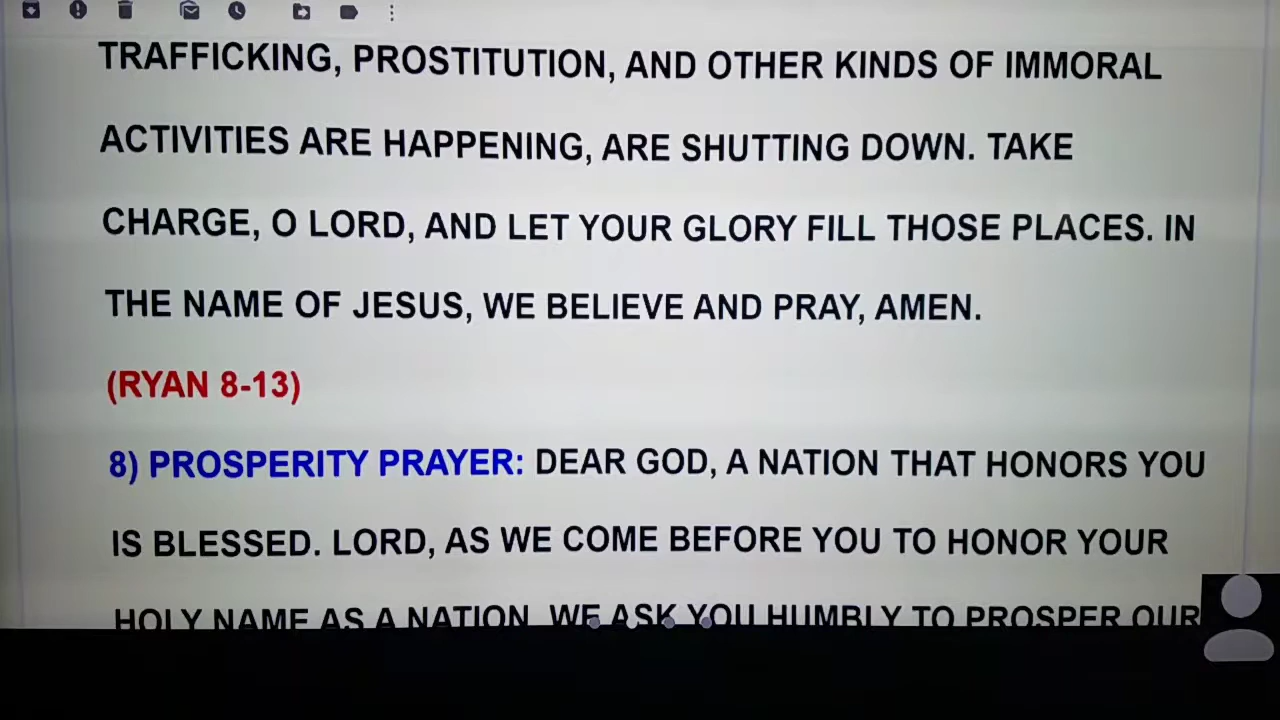 TRAFFICKING, PROSTITUTION, AND OTHER KINDS OF IMMORAL
ACTIVITIES ARE HAPPENING, ARE SHUTTING DOWN. TAKE
CHARGE, O LORD, AND LET YOUR GLORY FILL THOSE PLACES. IN
THE NAME OF JESUS, WE BELIEVE AND PRAY, AMEN.
(RYAN 8-13)
8) PROSPERITY PRAYER: DEAR GOD, A NATION THAT HONORS YOU
IS BLESSED. LORD, AS WE COME BEFORE YOU TO HONOR YOUR
HOLY NAME AS A NATION, WE ASK YOU HUMBLY TO PROSPER OUR